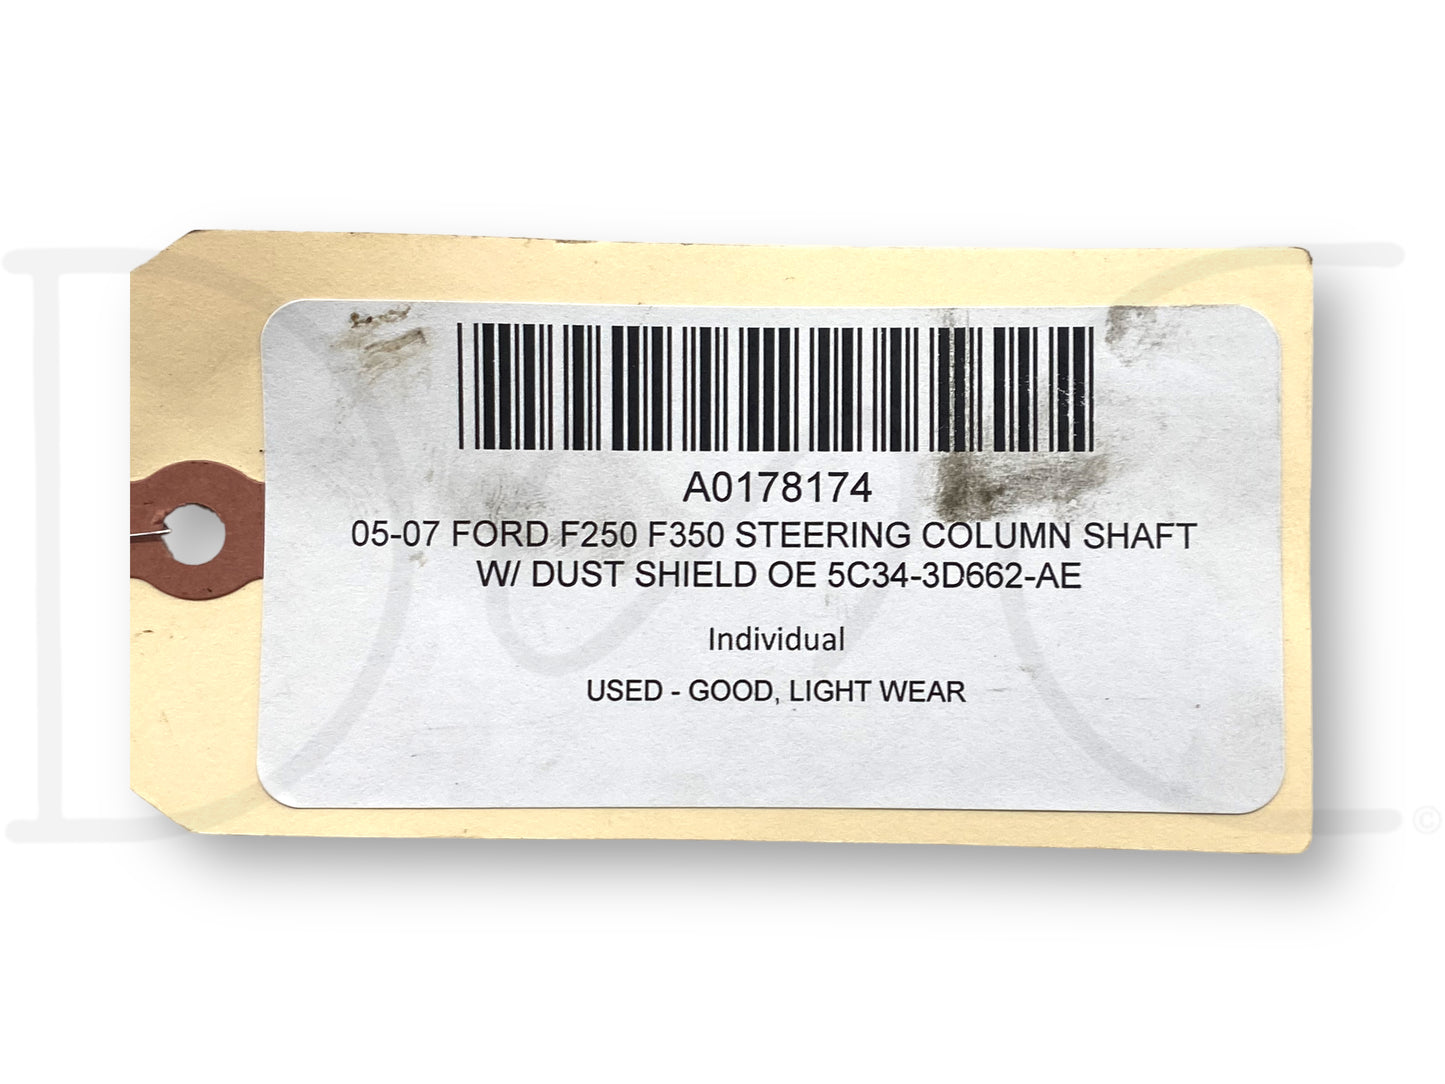 A0178174
05-07 FORD F250 F350 STEERING COLUMN SHAFT
W/ DUST SHIELD OE 5C34-3D662-AE
Individual
USED - GOOD, LIGHT WEAR
©